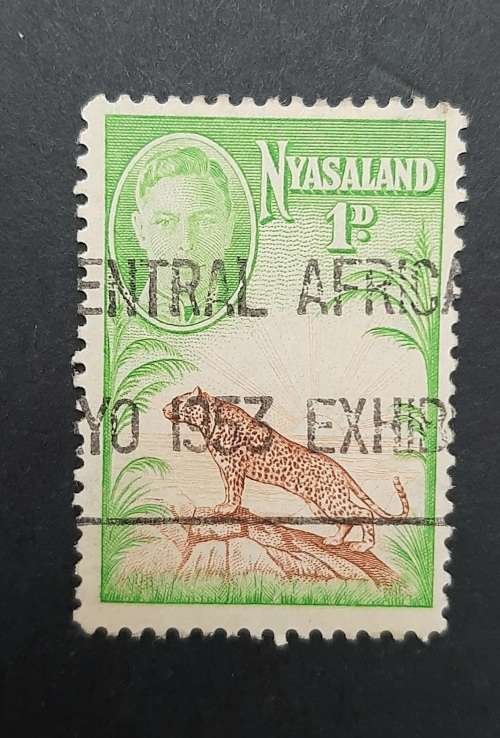 NYASALAND
1D.
ENTRAL AFRICA
YO 1953 EXHIB